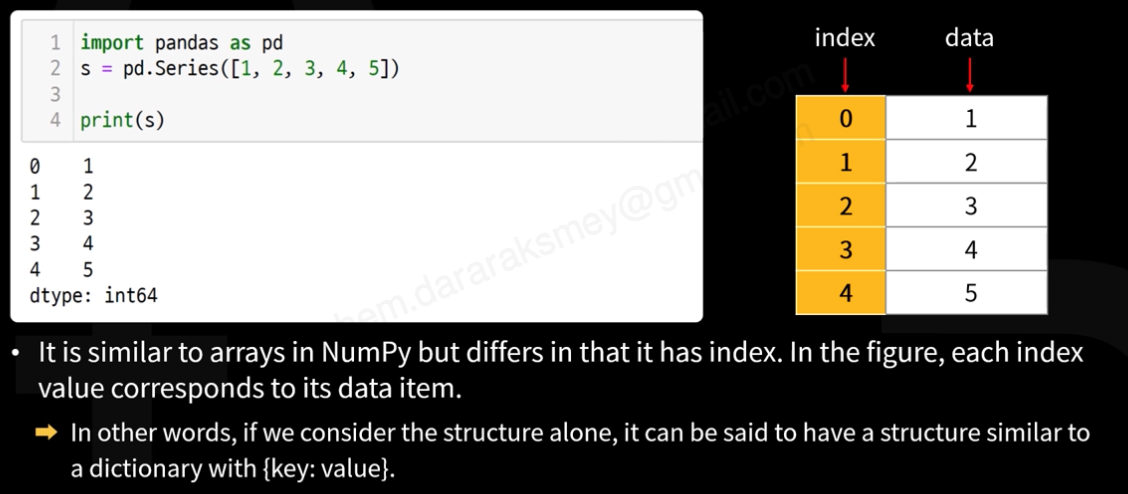 1 import pandas as pd
2 s = pd.Series([1, 2, 3, 4, 5])
3
4 print(s)
0 1
1 2
2 3
3 4
4 5
dtype: int64
index data
0 1
1 2
2 3
3 4
4 5
• It is similar to arrays in NumPy but differs in that it has index. In the figure, each index
value corresponds to its data item.
➡ In other words, if we consider the structure alone, it can be said to have a structure similar to
a dictionary with {key: value}.